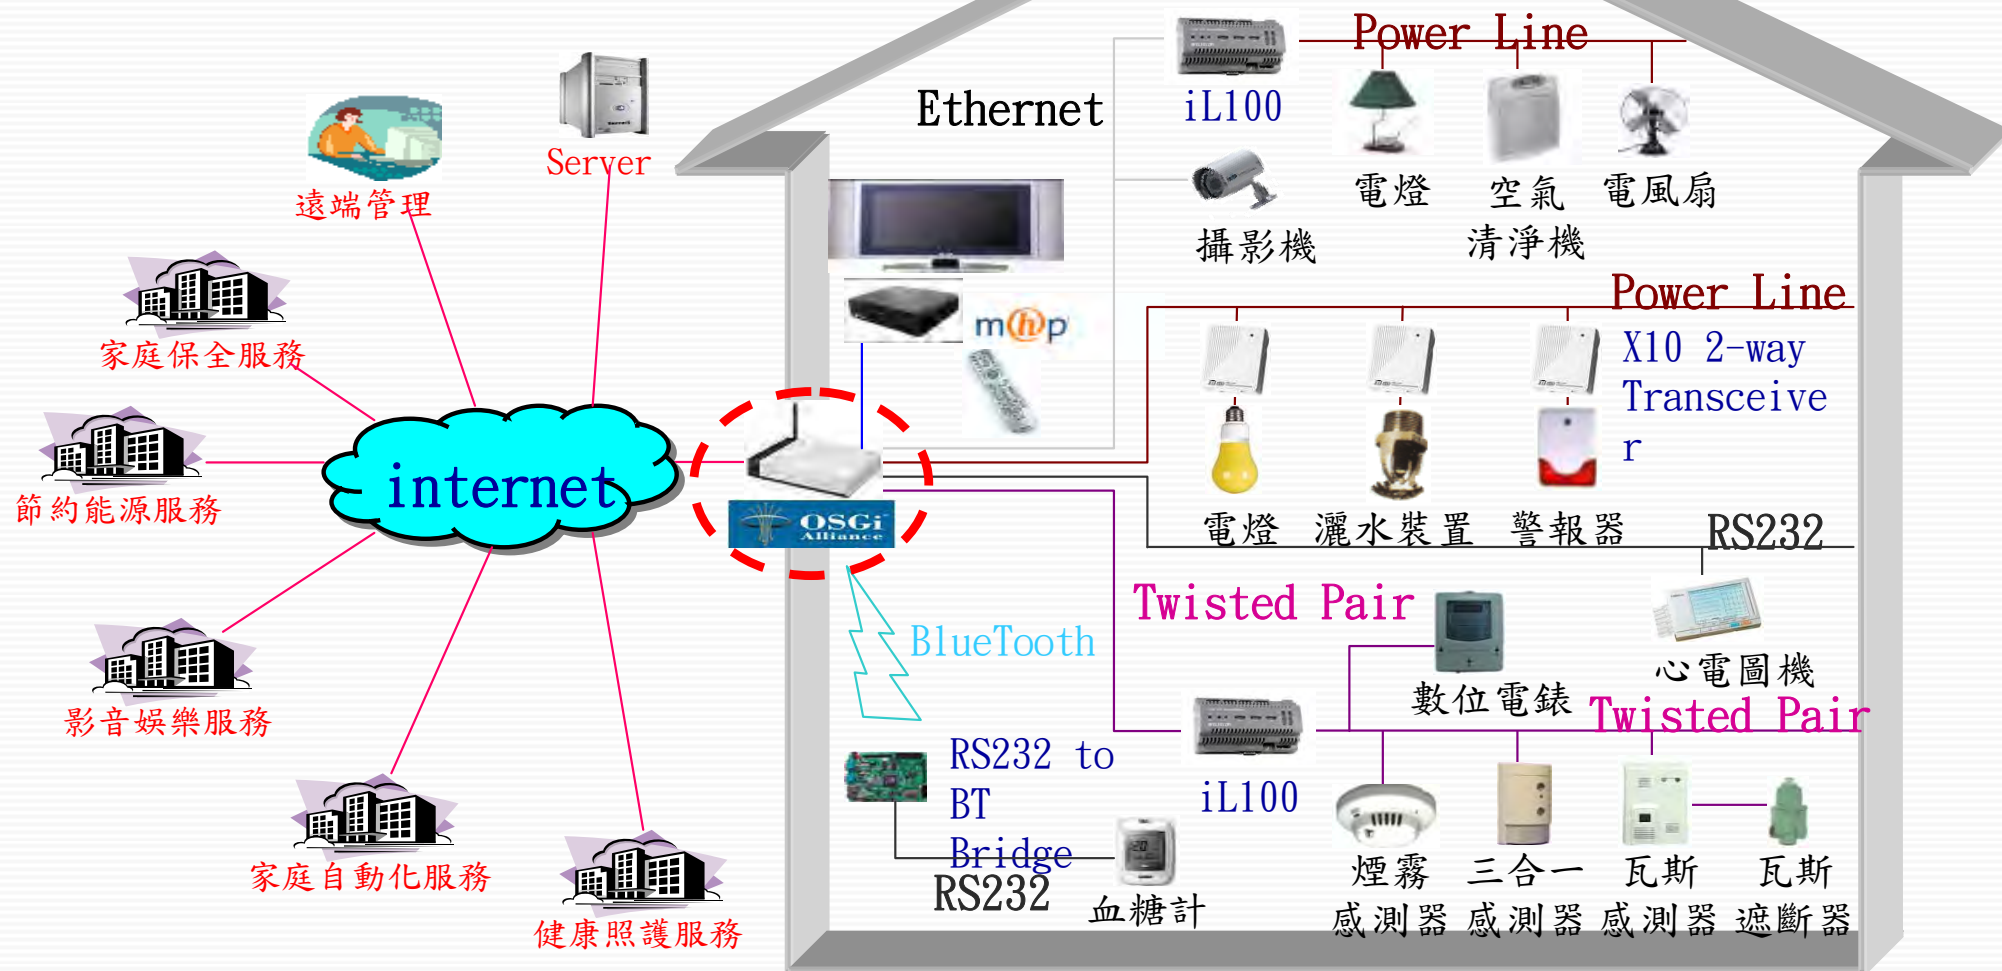 Power Line
Ethernet
iL100
Server
遠端管理
電燈
空氣
清淨機
電風扇
攝影機
家庭保全服務
mhp
Power Line
X10 2-way
Transceive
r
節約能源服務
internet
OSGi
Alliance
電燈
灑水裝置
警報器
RS232
Twisted Pair
BlueTooth
心電圖機
數位電錶
Twisted Pair
影音娛樂服務
RS232 to
BT
Bridge
iL100
RS232
血糖計
煙霧
感測器
三合一
感測器
瓦斯
感測器
瓦斯
遮斷器
家庭自動化服務
健康照護服務